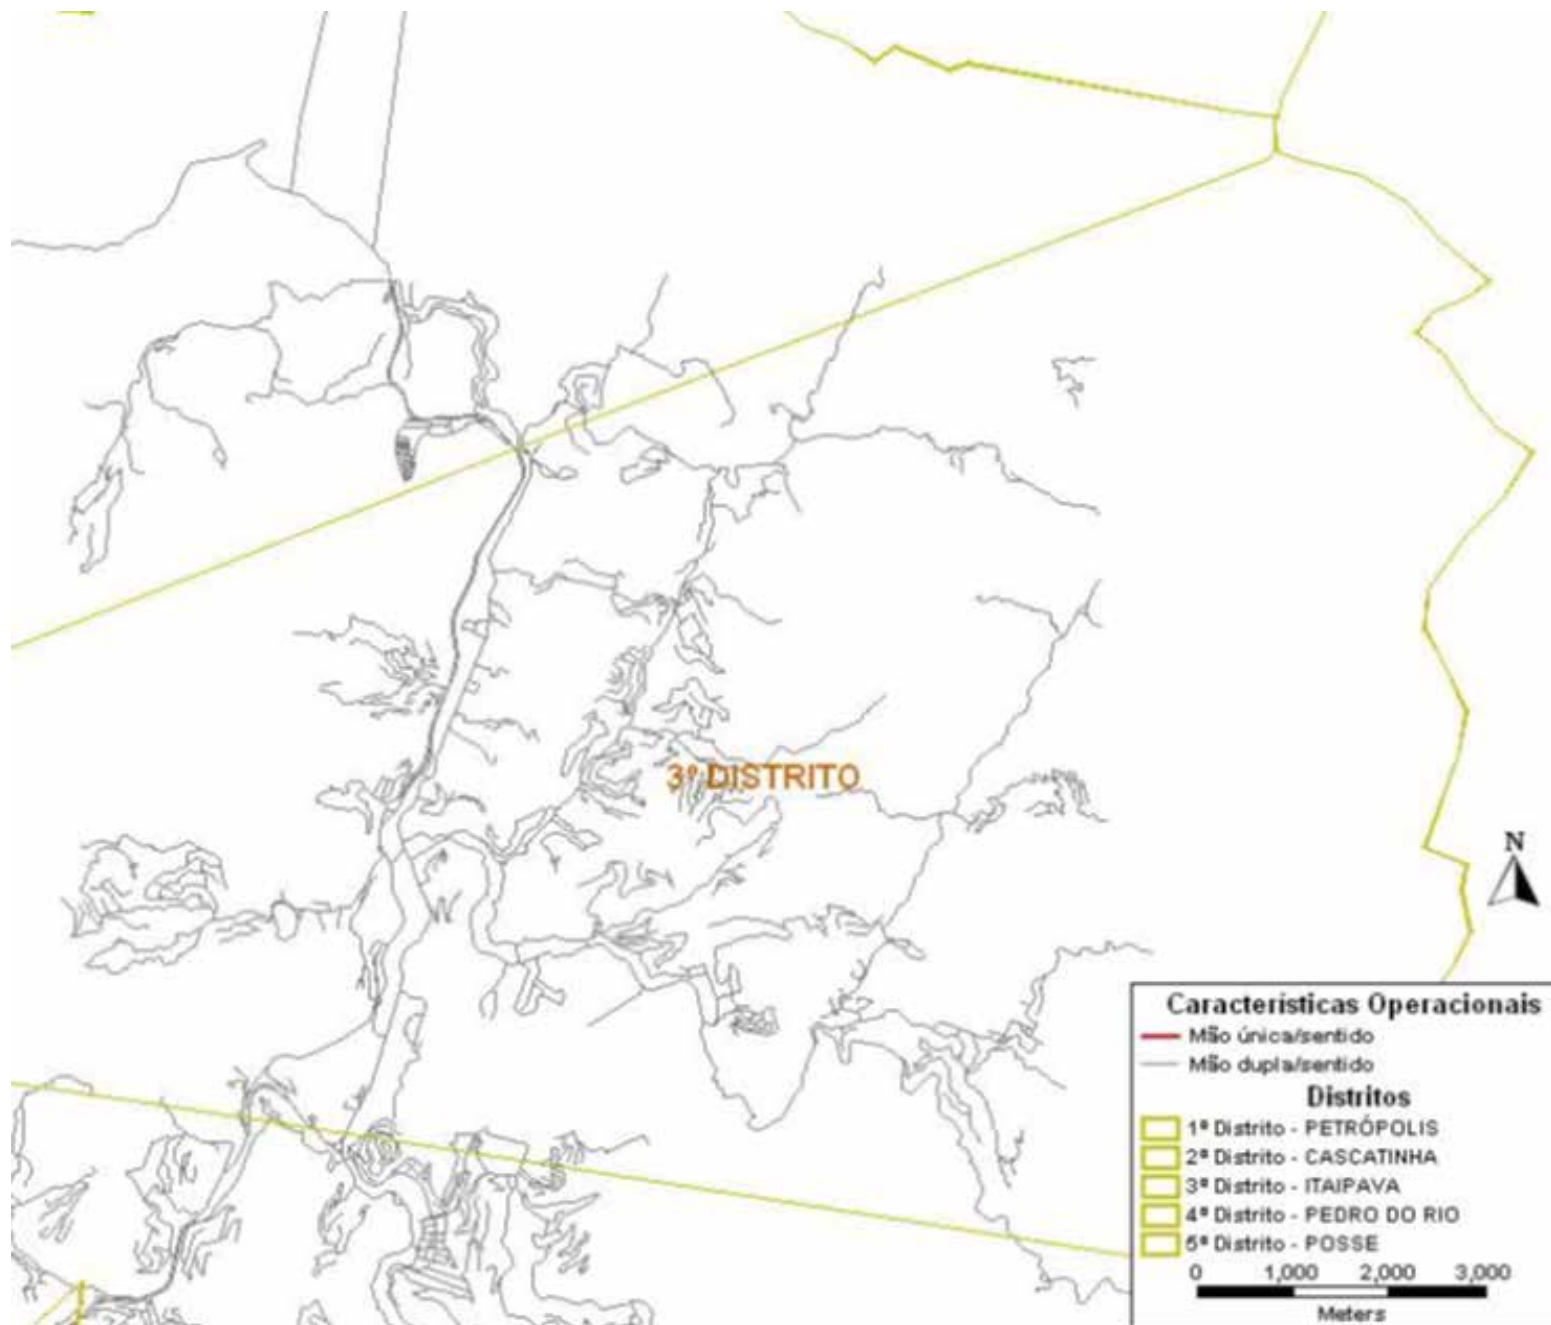 3º DISTRITO
N
Características Operacionais
Mão única/sentido
Mão dupla/sentido
Distritos
1º Distrito - PETRÓPOLIS
2º Distrito - CASCATINHA
3º Distrito - ITAIPAVA
4º Distrito - PEDRO DO RIO
5º Distrito - POSSE
0 1,000 2,000 3,000
Meters